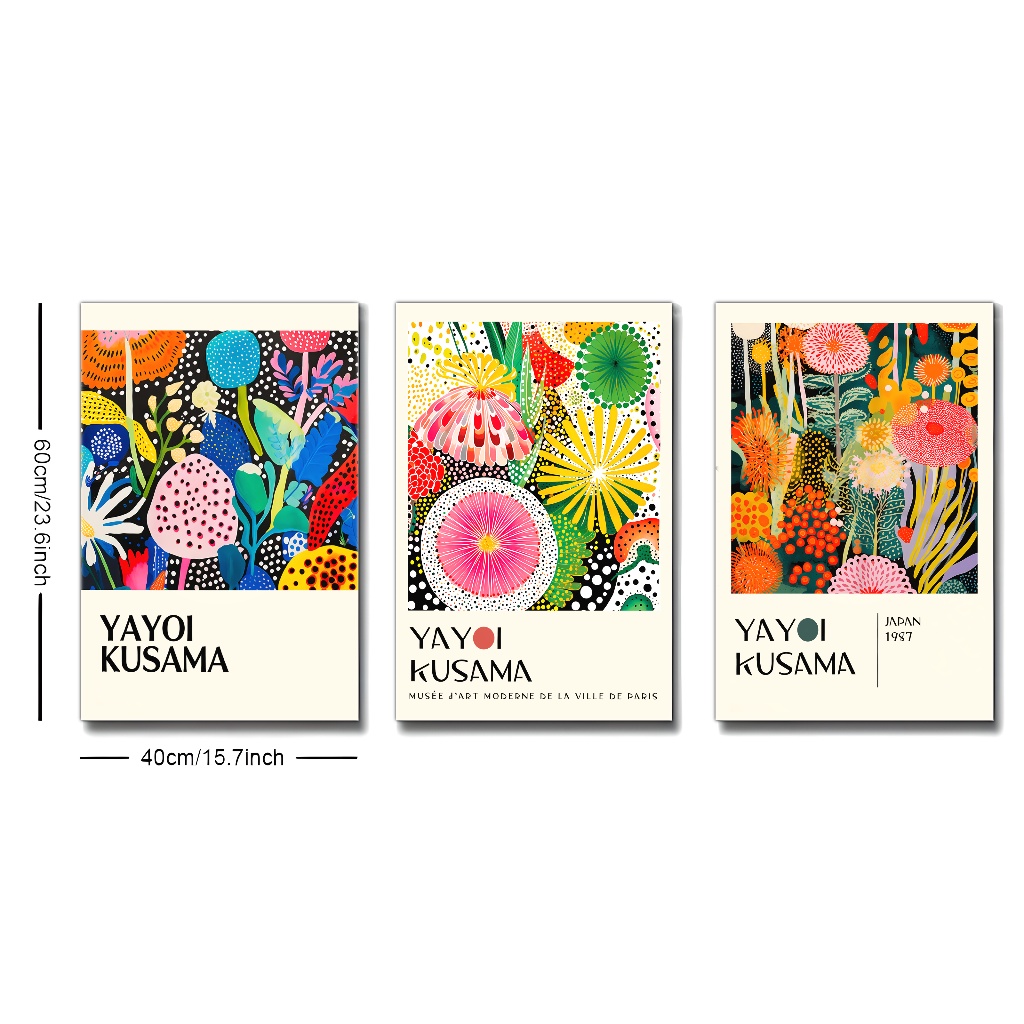 60cm/23.6inch
YAYOI
KUSAMA
YAYOI
KUSAMA
MUSÉE d'ART MODERNE DE LA VILLE DE PARIS
YAYOI
KUSAMA
JAPAN
1987
40cm/15.7inch